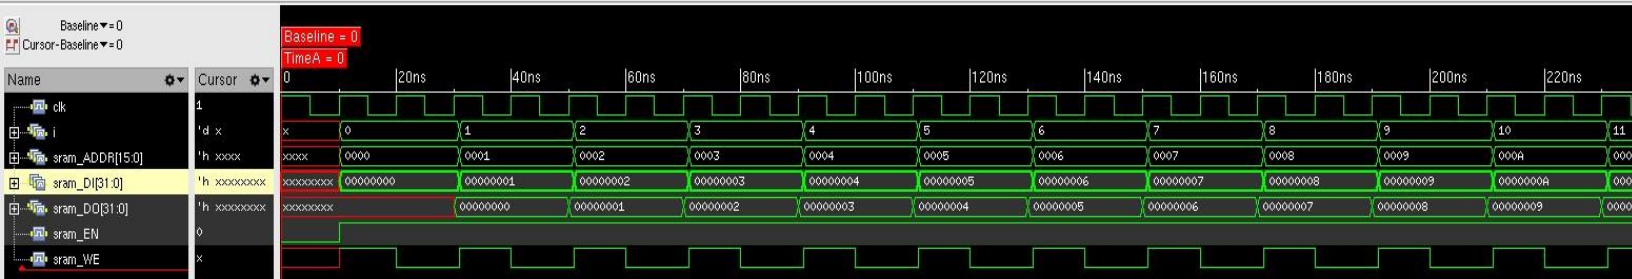 Baseline▼= 0
Cursor-Baseline▼= 0
Baseline = 0
TimeA = 0
Name Cursor 0 20ns 40ns 60ns 80ns 100ns 120ns 140ns 160ns 180ns 200ns 220ns
clk 1
i 'd x x 0 1 2 3 4 5 6 7 8 9 10 11
sram_ADDR[15:0] 'h xxxx xxxx 0000 0001 0002 0003 0004 0005 0006 0007 0008 0009 000A 000
sram_DI[31:0] 'h xxxxxxxx xxxxxxxx 00000000 00000001 00000002 00000003 00000004 00000005 00000006 00000007 00000008 00000009 0000000A 000
sram_DO[31:0] 'h xxxxxxxx xxxxxxxx 00000000 00000001 00000002 00000003 00000004 00000005 00000006 00000007 00000008 00000009 0000
sram_EN 0
sram_WE x